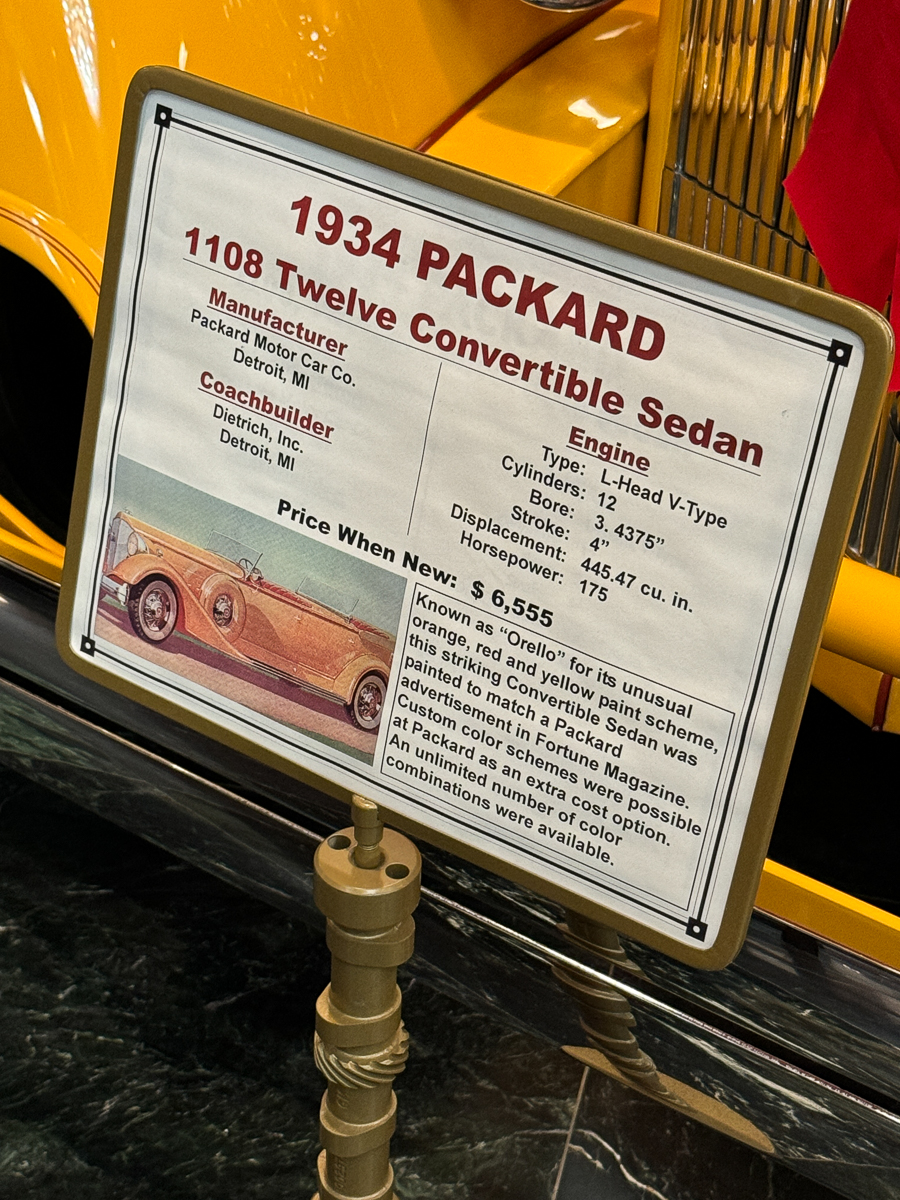 1934 PACKARD
1108 Twelve Convertible Sedan
Manufacturer
Packard Motor Car Co.
Detroit, MI
Coachbuilder
Dietrich, Inc.
Detroit, MI
Engine
Type: L-Head V-Type
Cylinders: 12
Bore: 3. 4375”
Stroke: 4”
Displacement: 445.47 cu. in.
Horsepower: 175
Price When New: $ 6,555
Known as “Orello” for its unusual
orange, red and yellow paint scheme,
this striking Convertible Sedan was
painted to match a Packard
advertisement in Fortune Magazine.
Custom color schemes were possible
at Packard as an extra cost option.
An unlimited number of color
combinations were available.